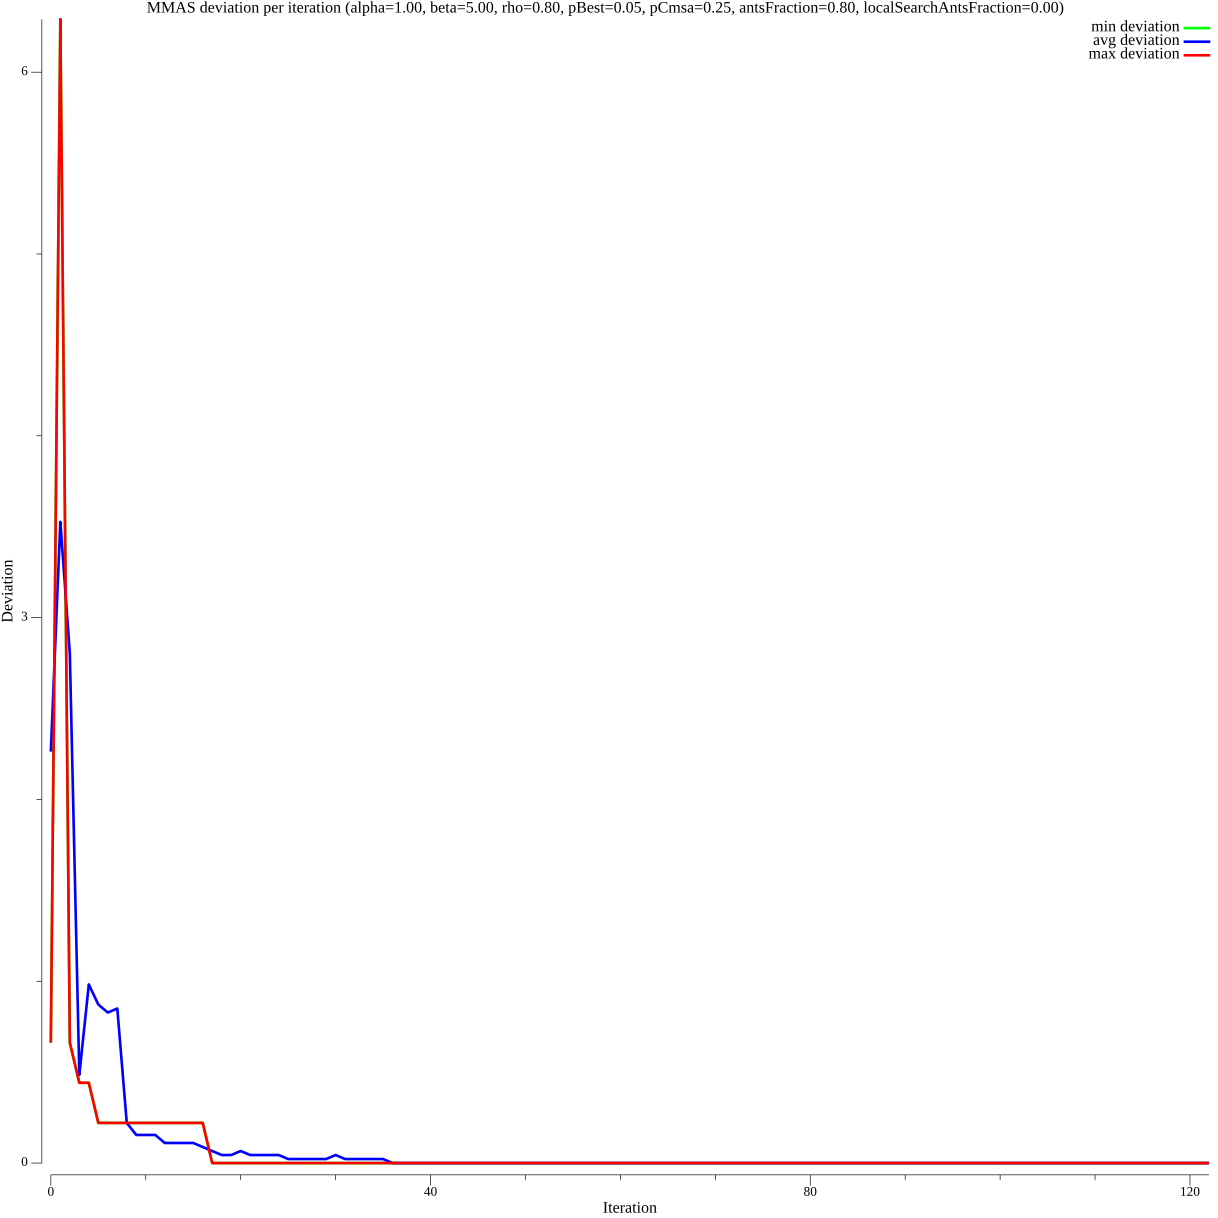 MMAS deviation per iteration (alpha=1.00, beta=5.00, rho=0.80, pBest=0.05, pCmsa=0.25, antsFraction=0.80, localSearchAntsFraction=0.00)
min deviation
avg deviation
max deviation
6
3
0
Deviation
0 40 80 120
Iteration